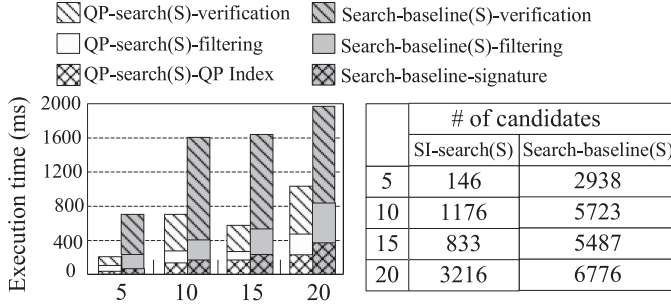 QP-search(S)-verification Search-baseline(S)-verification
QP-search(S)-filtering Search-baseline(S)-filtering
QP-search(S)-QP Index Search-baseline-signature
Execution time (ms)
2000
1600
1200
800
400
0
5 10 15 20
# of candidates
SI-search(S) Search-baseline(S)
5 146 2938
10 1176 5723
15 833 5487
20 3216 6776